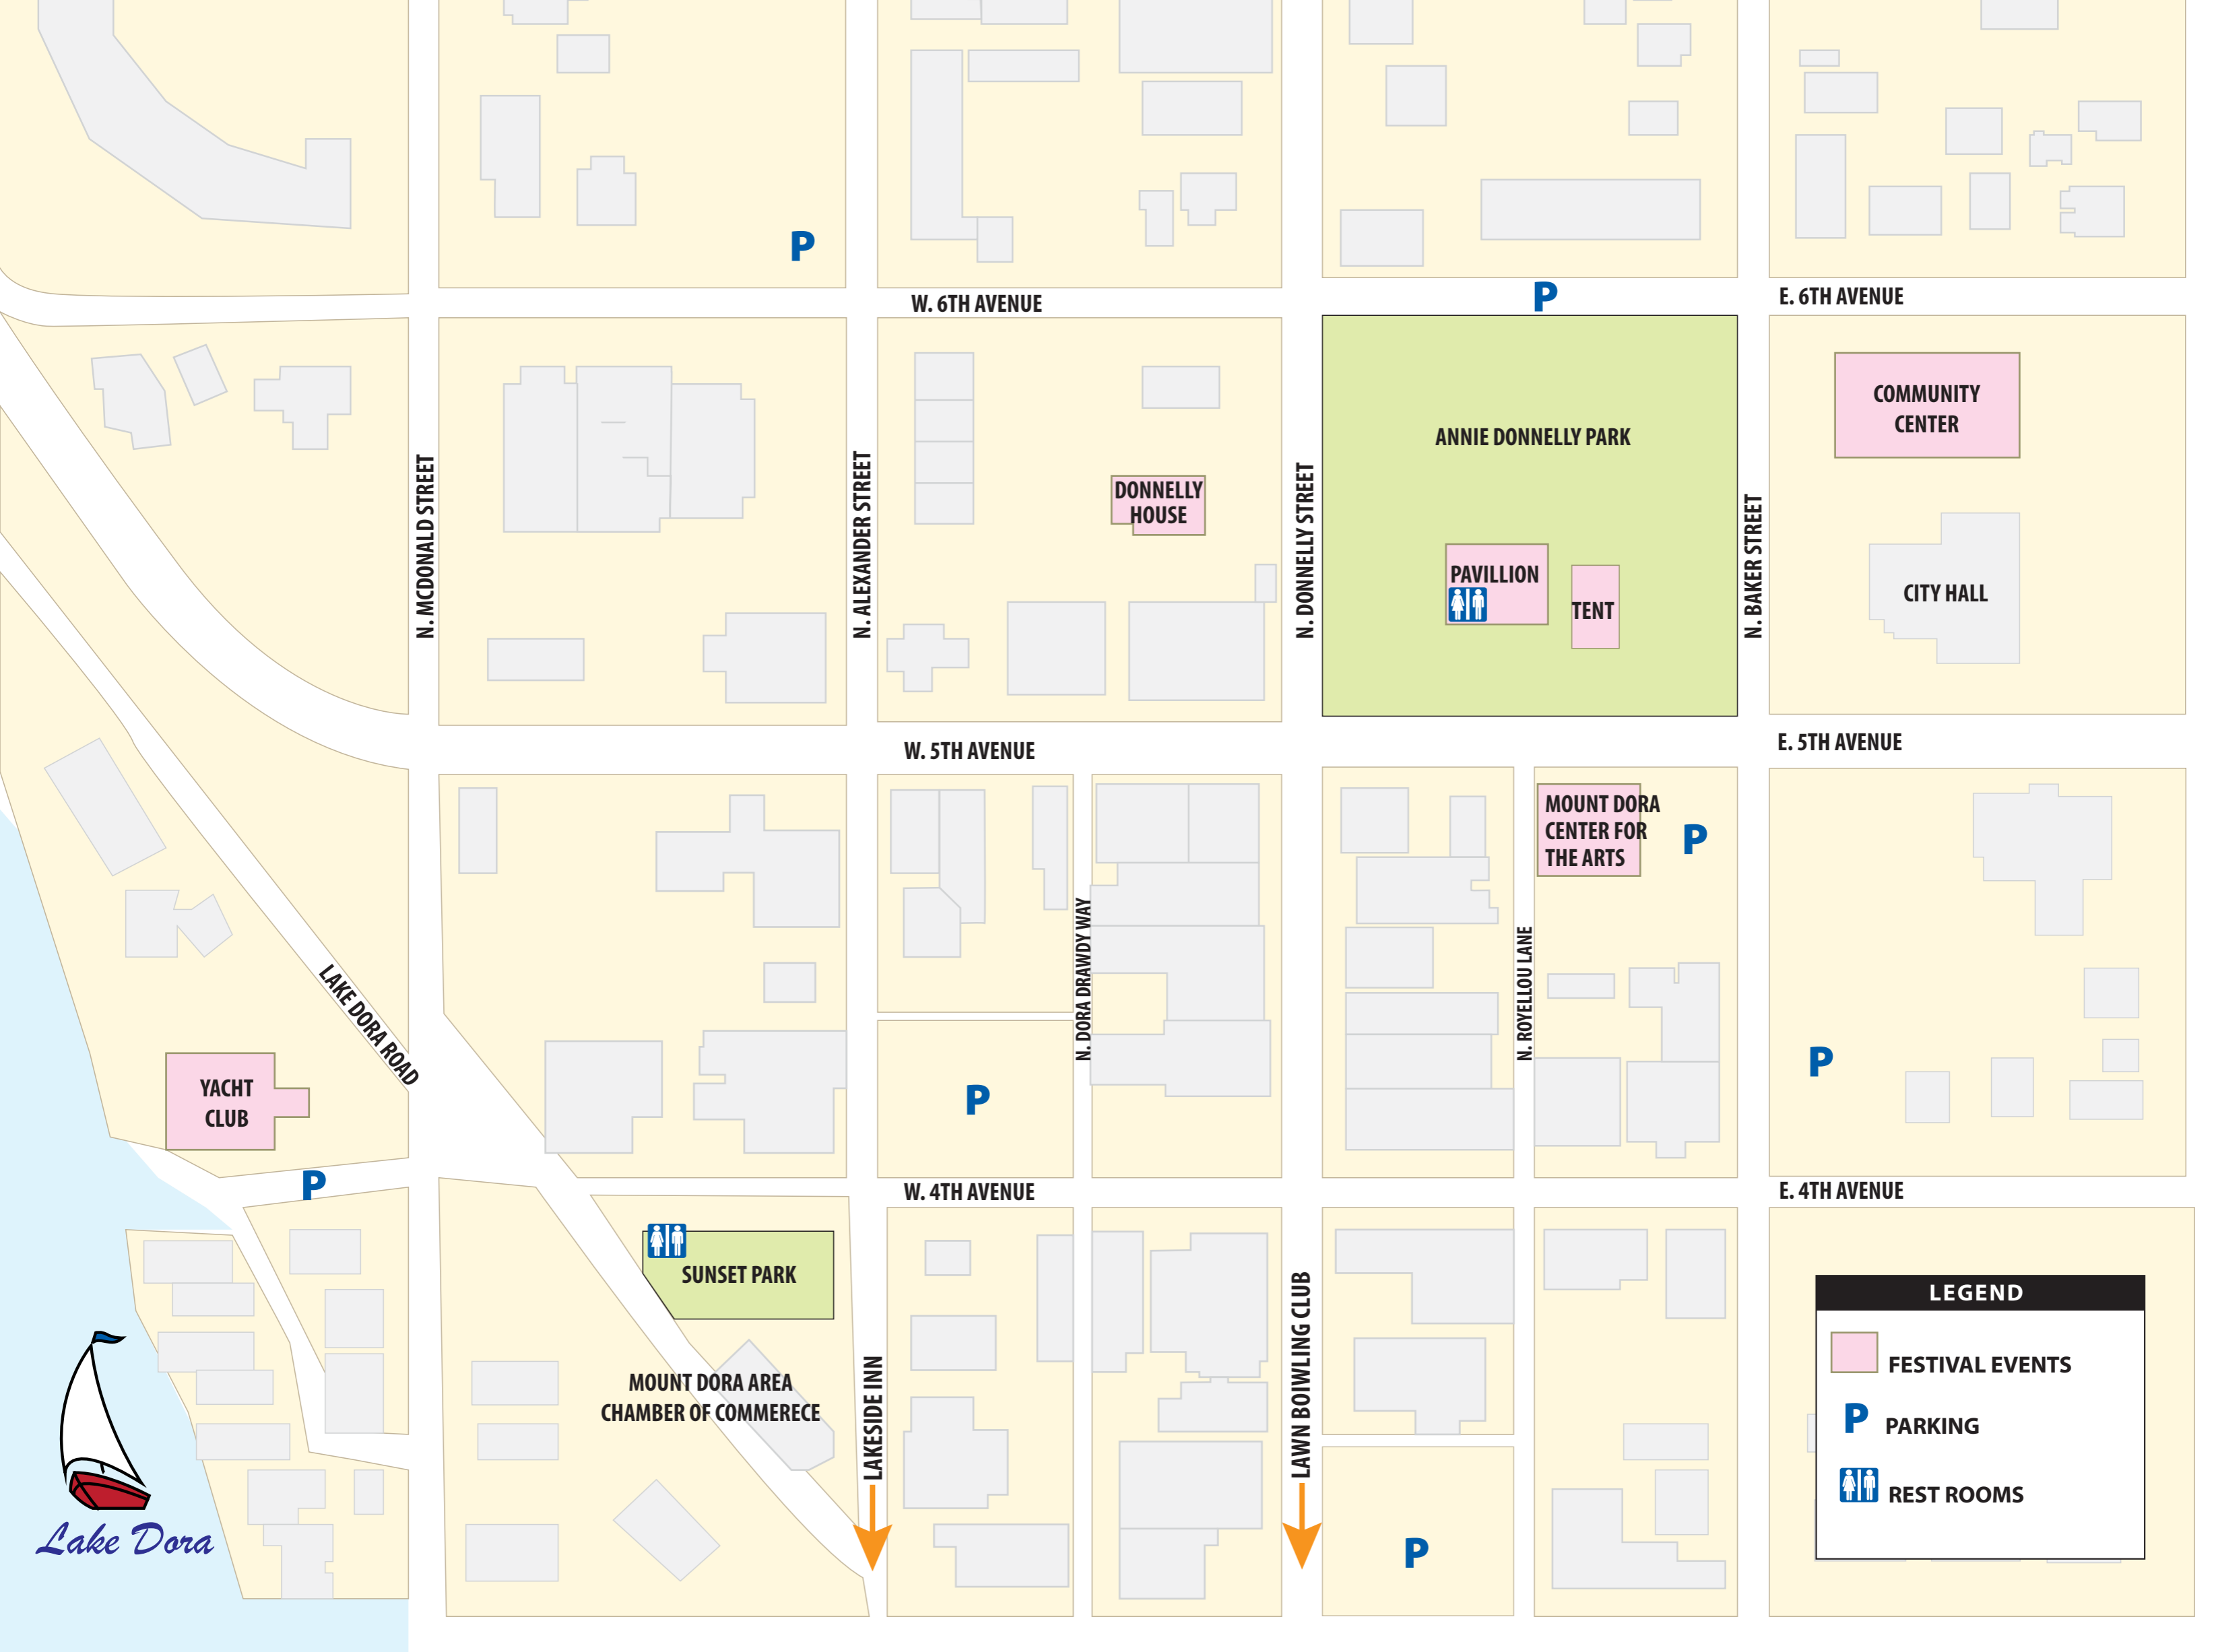 P
W. 6TH AVENUE
P
E. 6TH AVENUE
COMMUNITY
CENTER
ANNIE DONNELLY PARK
N. MCDONALD STREET
N. ALEXANDER STREET
DONNELLY
HOUSE
N. DONNELLY STREET
PAVILLION
TENT
N. BAKER STREET
CITY HALL
W. 5TH AVENUE
E. 5TH AVENUE
MOUNT DORA
CENTER FOR
THE ARTS
P
LAKE DORA ROAD
N. DORA DRAWDY WAY
N. ROYELLOU LANE
P
YACHT
CLUB
P
P
W. 4TH AVENUE
E. 4TH AVENUE
SUNSET PARK
MOUNT DORA AREA
CHAMBER OF COMMERECE
LAKESIDE INN
LAWN BOIWLING CLUB
P
Lake Dora
LEGEND
FESTIVAL EVENTS
P PARKING
REST ROOMS